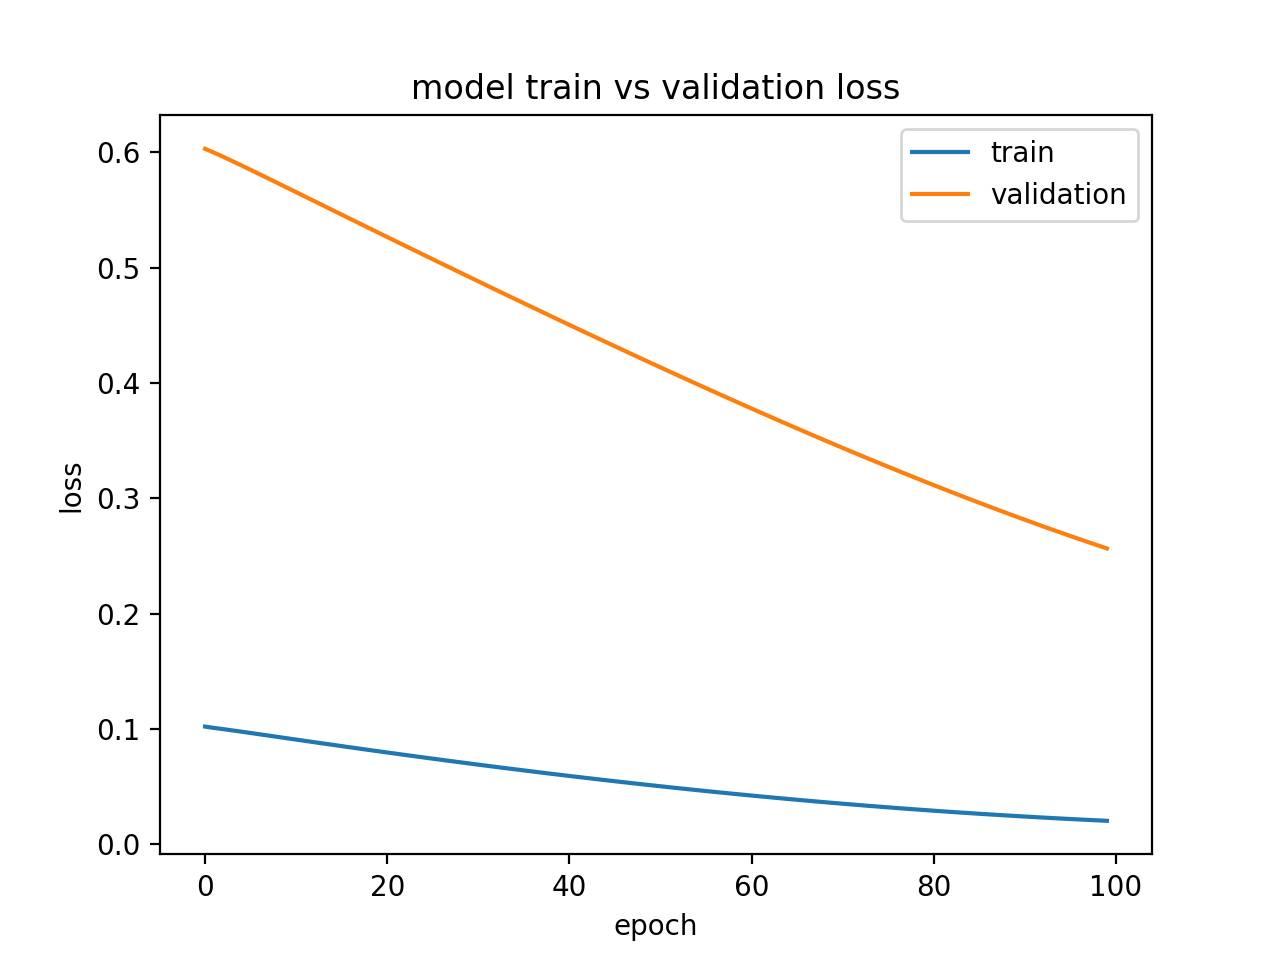 model train vs validation loss
train
validation
0.6
0.5
0.4
0.3
0.2
0.1
0.0
loss
0 20 40 60 80 100
epoch